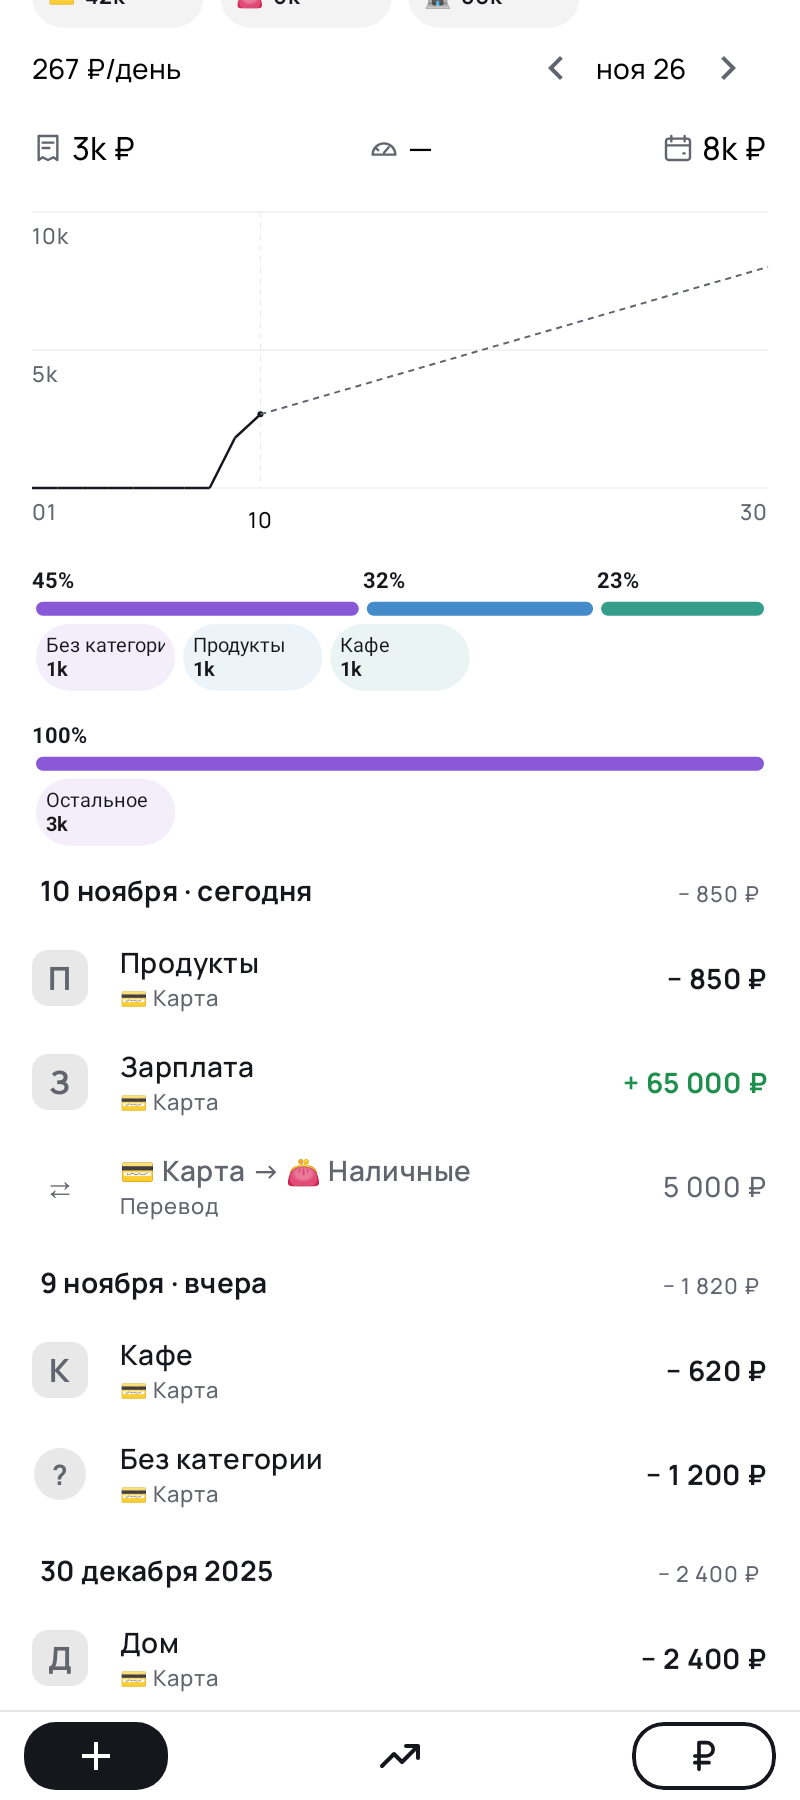 267 ₽/день
ноя 26
3k ₽
—
8k ₽
10k
5k
01
10
30
45%
32%
23%
Без категори
1k
Продукты
1k
Кафе
1k
100%
Остальное
3k
10 ноября · сегодня
− 850 ₽
П
Продукты
− 850 ₽
💳 Карта
З
Зарплата
+ 65 000 ₽
💳 Карта
💳 Карта → 👛 Наличные
5 000 ₽
Перевод
9 ноября · вчера
− 1 820 ₽
К
Кафе
− 620 ₽
💳 Карта
?
Без категории
− 1 200 ₽
💳 Карта
30 декабря 2025
− 2 400 ₽
Д
Дом
− 2 400 ₽
💳 Карта
+
₽